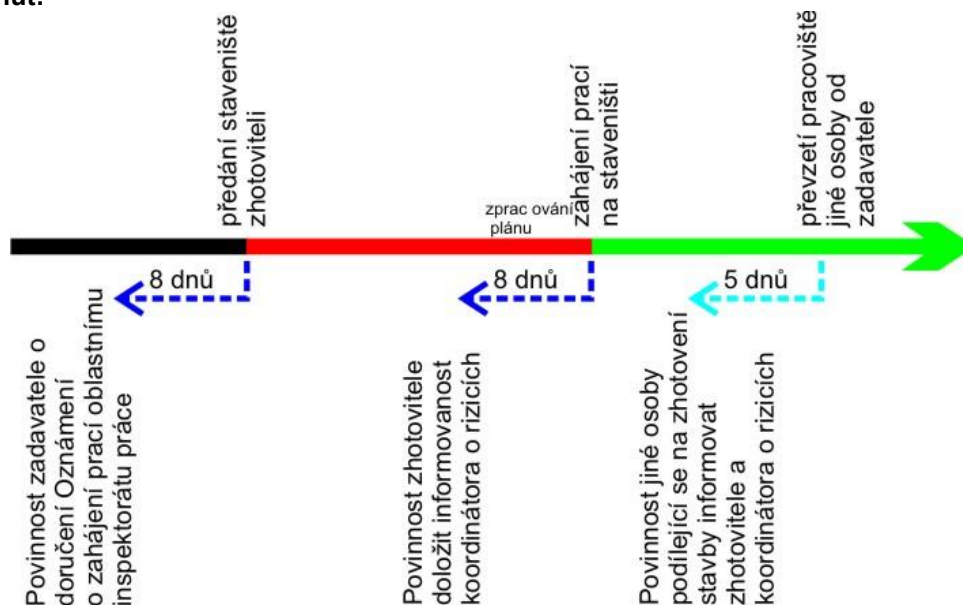 předání staveniště
zhotoviteli
zprac ování
plánu
zahájení prací
na staveništi
převzetí pracoviště
jiné osoby od
zadavatele
8 dnů
8 dnů
5 dnů
Povinnost zadavatele o
doručení Oznámení
o zahájení prací oblastnímu
inspektorátu práce
Povinnost zhotovitele
doložit informovanost
koordinátora o rizicích
Povinnost jiné osoby
podílející se na zhotovení
stavby informovat
zhotovitele a
koordinátora o rizicích